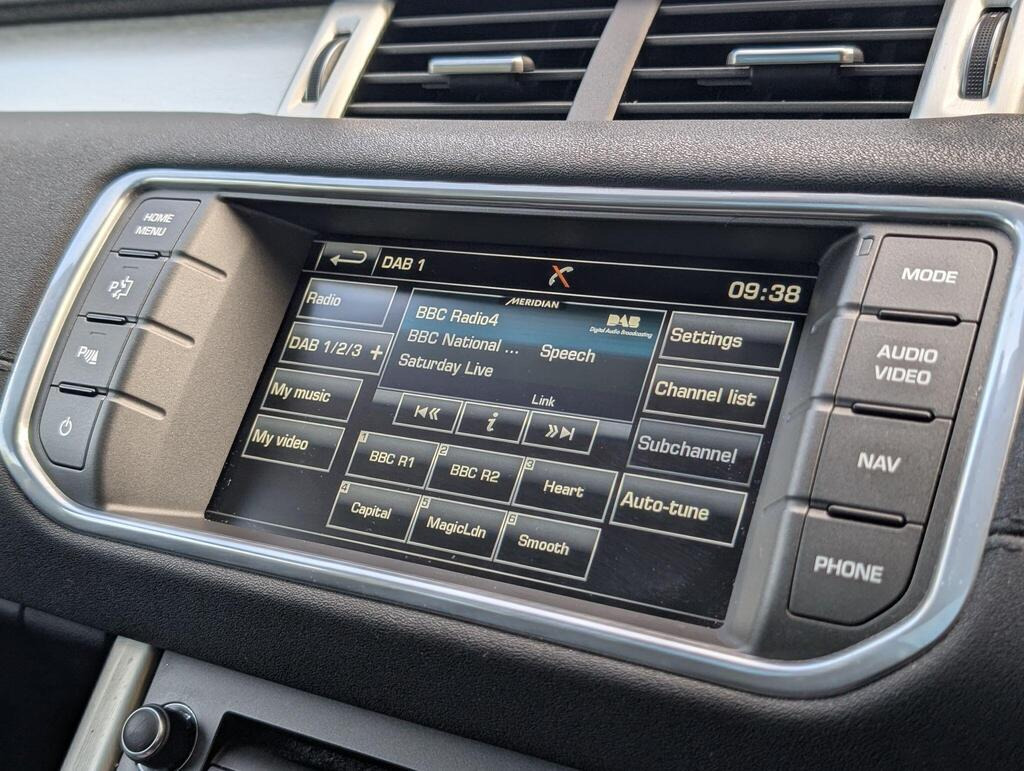 HOME
MENU
P
P
DAB 1
09:38
MERIDIAN
Radio
DAB 1/2/3 +
My music
My video
BBC Radio4
BBC National ...
Speech
Saturday Live
DAB
Digital Audio Broadcasting
Link
i
1
BBC R1
2
BBC R2
3
Heart
4
Capital
5
MagicLdn
6
Smooth
Settings
Channel list
Subchannel
Auto-tune
MODE
AUDIO
VIDEO
NAV
PHONE